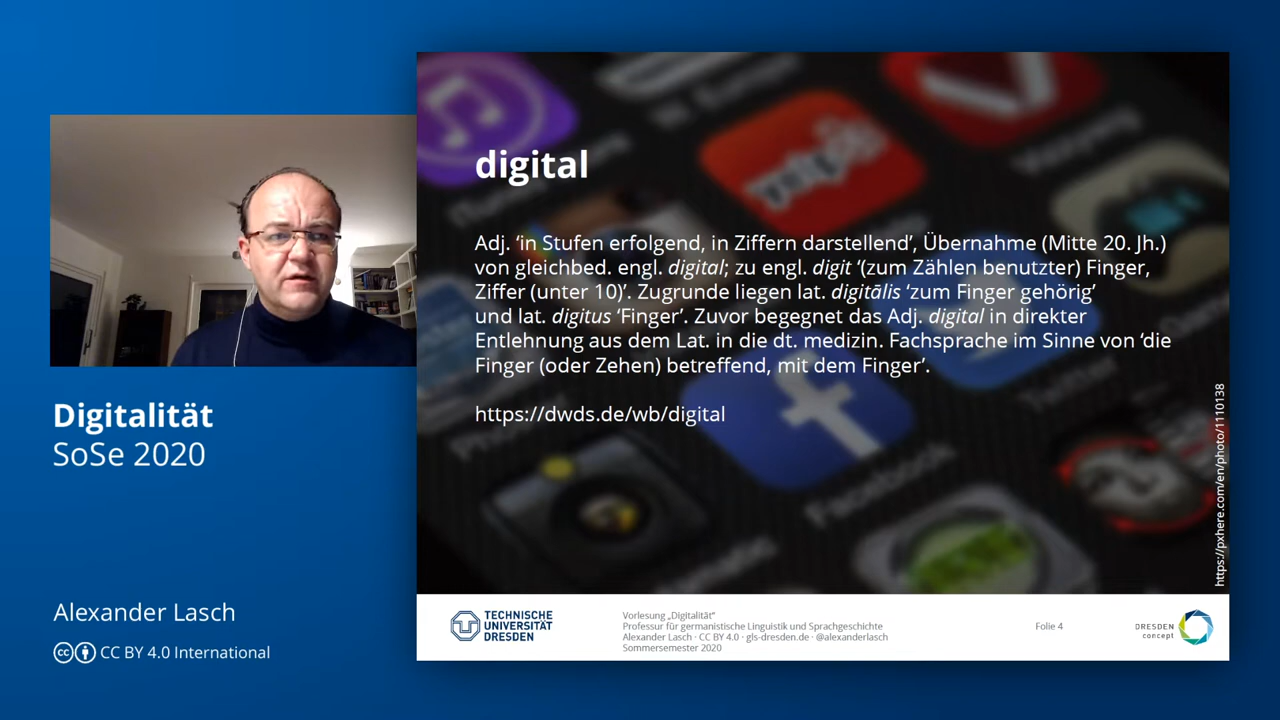 digital
Adj. ‘in Stufen erfolgend, in Ziffern darstellend’, Übernahme (Mitte 20. Jh.)
von gleichbed. engl. digital; zu engl. digit ‘(zum Zählen benutzter) Finger,
Ziffer (unter 10)’. Zugrunde liegen lat. digitālis ‘zum Finger gehörig’
und lat. digitus ‘Finger’. Zuvor begegnet das Adj. digital in direkter
Entlehnung aus dem Lat. in die dt. medizin. Fachsprache im Sinne von ‘die
Finger (oder Zehen) betreffend, mit dem Finger’.
https://dwds.de/wb/digital
Facebook
Twitter
https://pxhere.com/en/photo/1110138
Digitalität
SoSe 2020
Alexander Lasch
CC BY 4.0 International
TECHNISCHE
UNIVERSITÄT
DRESDEN
Vorlesung „Digitalität“
Professur für germanistische Linguistik und Sprachgeschichte
Alexander Lasch · CC BY 4.0 · gls-dresden.de · @alexanderlasch
Sommersemester 2020
Folie 4
DRESDEN
concept